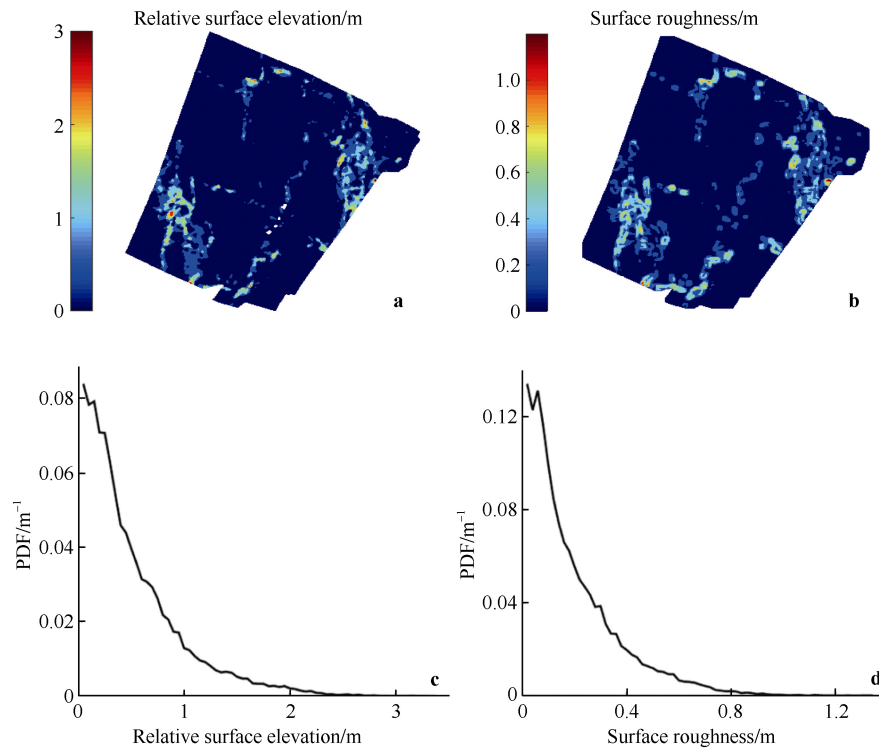 Relative surface elevation/m
3
2
1
0
a
Surface roughness/m
1.0
0.8
0.6
0.4
0.2
0
b
PDF/m⁻¹
0.08
0.06
0.04
0.02
0
0 1 2 3
c
Relative surface elevation/m
PDF/m⁻¹
0.12
0.08
0.04
0
0 0.4 0.8 1.2
d
Surface roughness/m